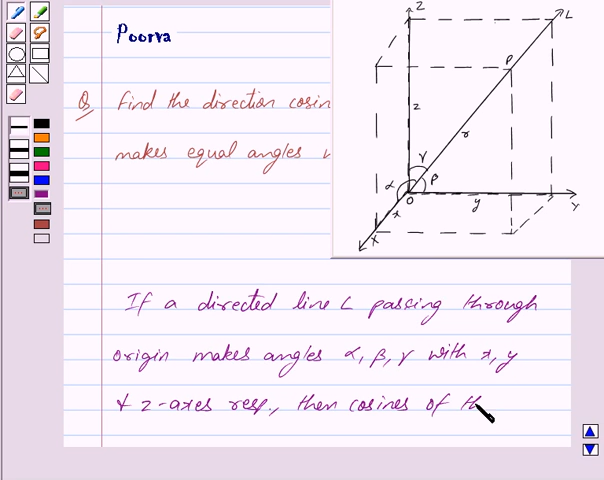 Poorva
Q Find the direction cosin
makes equal angles
Z
L
P
z
r
γ
α
β
O
x
y
Y
X
If a directed line L passing through
origin makes angles α, β, γ with x, y
& z-axes resp., then cosines of th